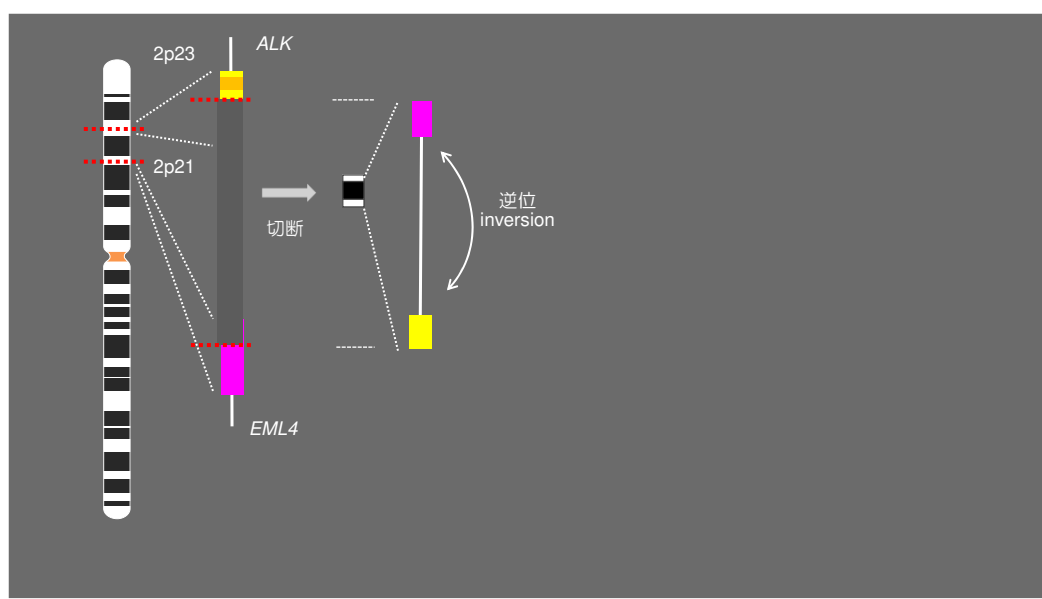 2p23
ALK
2p21
切断
逆位
inversion
EML4